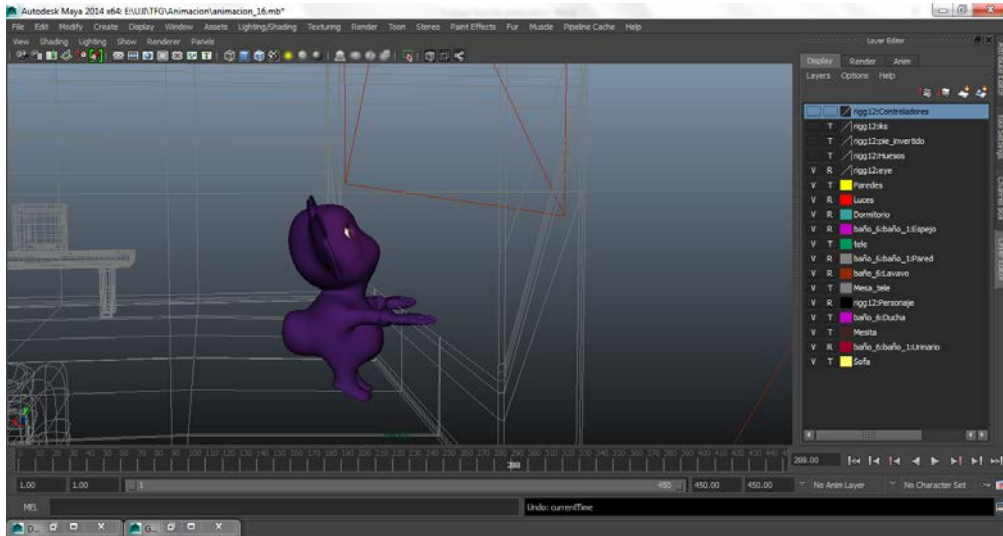 Autodesk Maya 2014 x64: E:\UJI\TFG\Animacion\animacion_16.mb*
File Edit Modify Create Display Window Assets Lighting/Shading Texturing Render Toon Stereo Paint Effects Fur Muscle Pipeline Cache Help
View Shading Lighting Show Renderer Panels
Layer Editor
Display Render Anim
Layers Options Help
rigg12:Controladores
T rigg12:iks
T rigg12:pie_invertido
T rigg12:Huesos
V R rigg12:eye
V T Paredes
V R Luces
V R Dormitorio
V R baño_6:baño_1:Espejo
V T tele
V R baño_6:baño_1:Pared
V R baño_6:Lavavo
V T Mesa_tele
V R rigg12:Personaje
V T baño_6:Ducha
V T Mesita
V R baño_6:baño_1:Urinario
V T Sofa
288
288.00
1.00 1.00 1 450 450.00 450.00 No Anim Layer No Character Set
MEL Undo: currentTime
D... G...